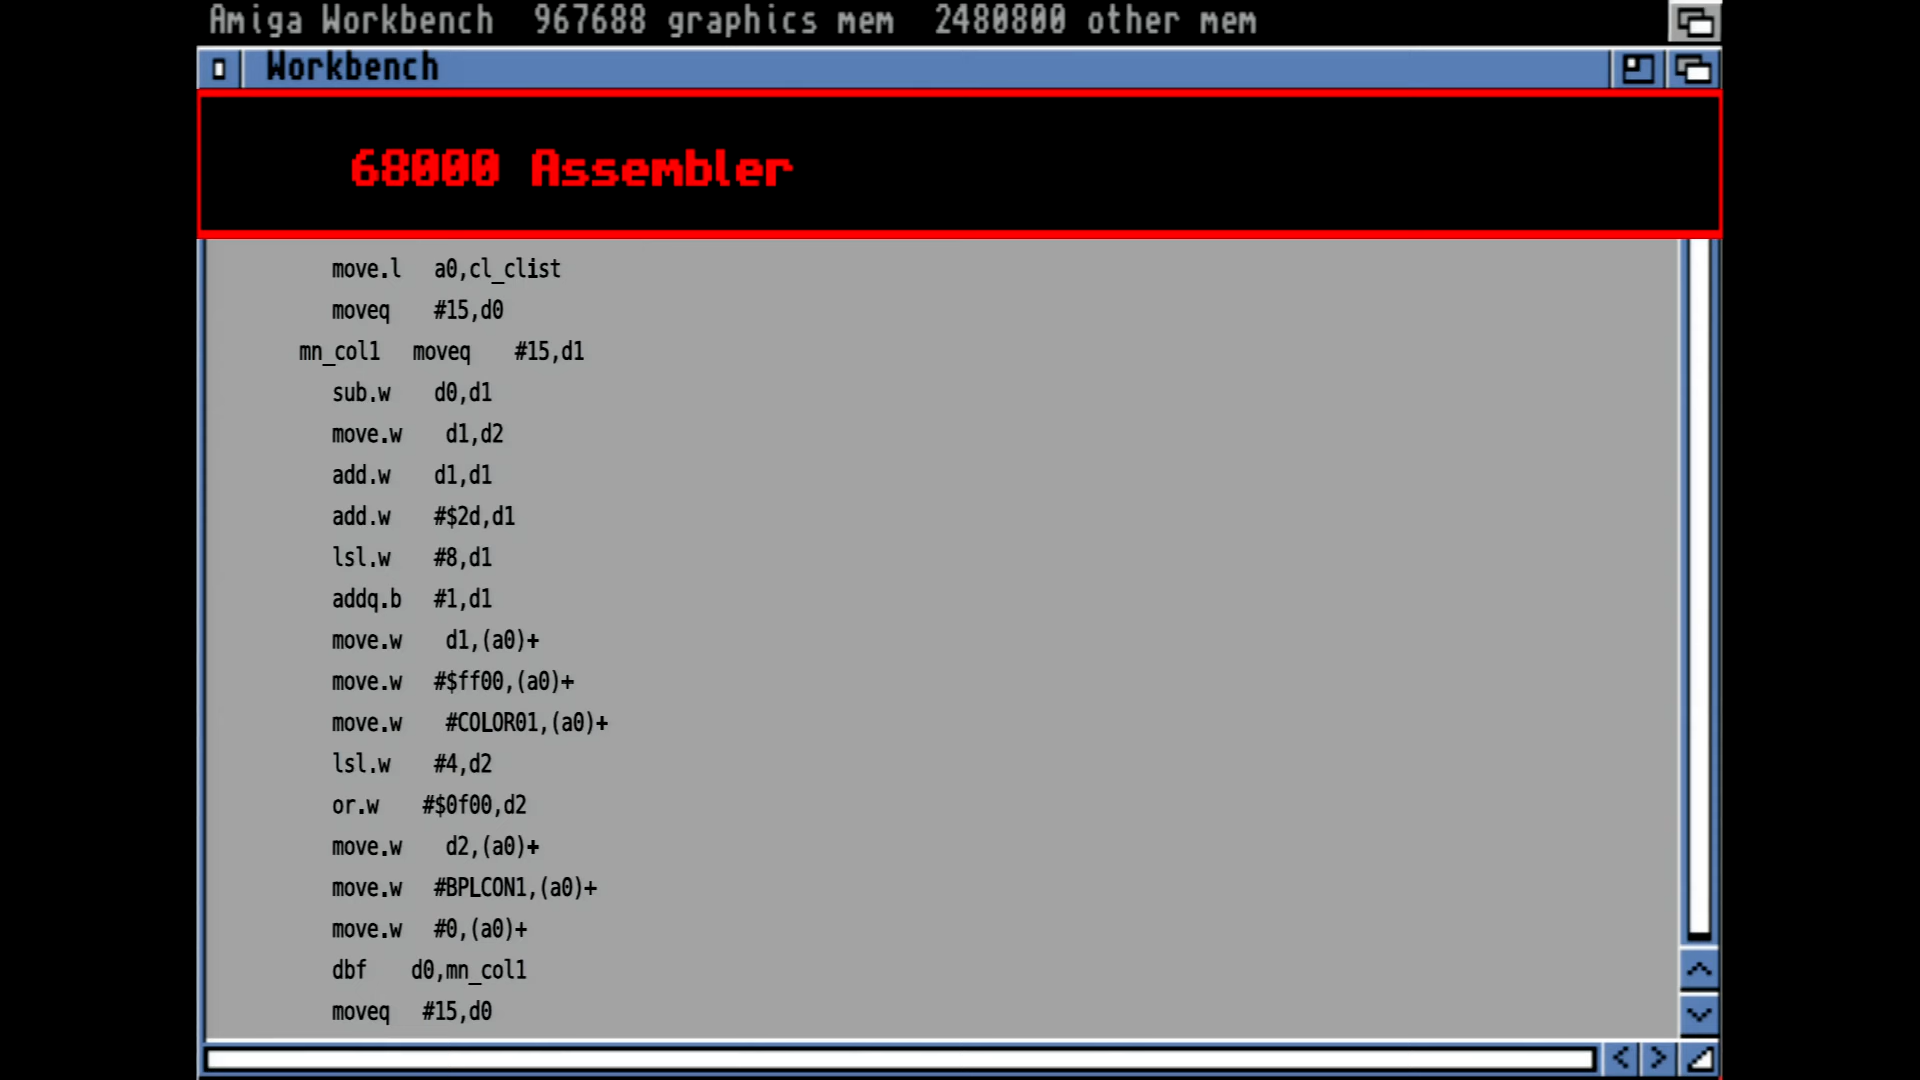 Amiga Workbench 967688 graphics mem 2480800 other mem
Workbench
68000 Assembler
move.l a0,cl_clist
moveq #15,d0
mn_col1 moveq #15,d1
sub.w d0,d1
move.w d1,d2
add.w d1,d1
add.w #$2d,d1
lsl.w #8,d1
addq.b #1,d1
move.w d1,(a0)+
move.w #$ff00,(a0)+
move.w #COLOR01,(a0)+
lsl.w #4,d2
or.w #$0f00,d2
move.w d2,(a0)+
move.w #BPLCON1,(a0)+
move.w #0,(a0)+
dbf d0,mn_col1
moveq #15,d0